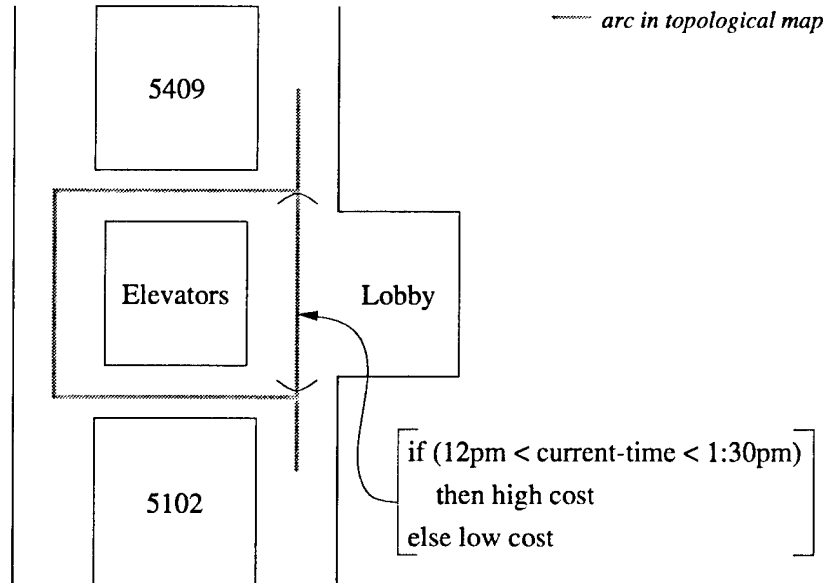 arc in topological map
5409
Elevators
Lobby
if (12pm < current-time < 1:30pm)
then high cost
else low cost
5102